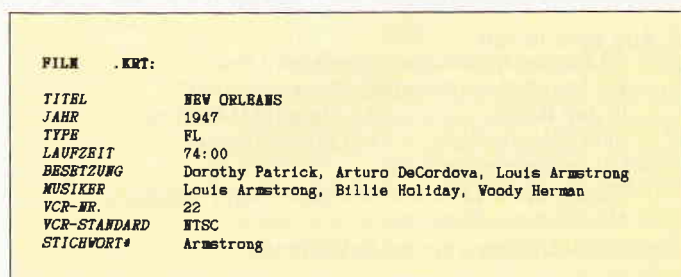 FILM .KRT:
TITEL NEW ORLEANS
JAHR 1947
TYPE FL
LAUFZEIT 74:00
BESETZUNG Dorothy Patrick, Arturo DeCordova, Louis Armstrong
MUSIKER Louis Armstrong, Billie Holiday, Woody Herman
VCR-NR. 22
VCR-STANDARD NTSC
STICHWORT# Armstrong